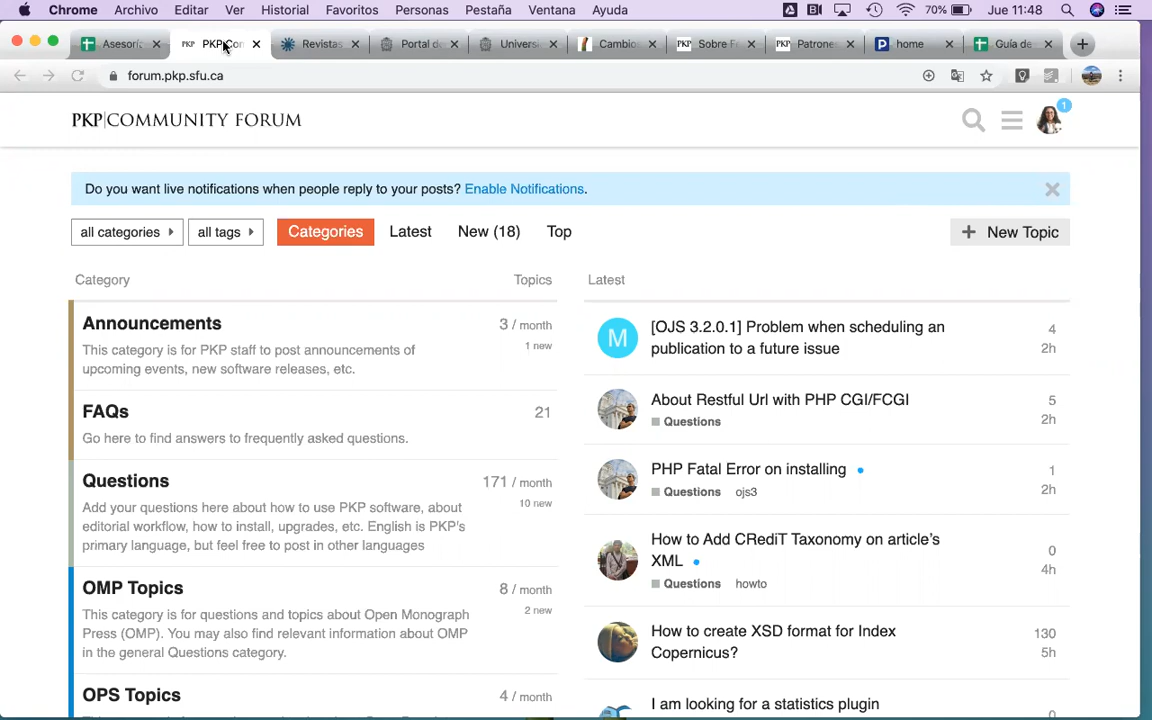 Chrome Archivo Editar Ver Historial Favoritos Personas Pestaña Ventana Ayuda 70% Jue 11:48
Asesorí PKP Con Revistas Portal de Universi Cambio Sobre F Patrones home Guía de
forum.pkp.sfu.ca
PKP|COMMUNITY FORUM
1
Do you want live notifications when people reply to your posts? Enable Notifications.
all categories all tags Categories Latest New (18) Top + New Topic
Category Topics
Announcements 3 / month
1 new
This category is for PKP staff to post announcements of
upcoming events, new software releases, etc.
FAQs 21
Go here to find answers to frequently asked questions.
Questions 171 / month
10 new
Add your questions here about how to use PKP software, about
editorial workflow, how to install, upgrades, etc. English is PKP's
primary language, but feel free to post in other languages
OMP Topics 8 / month
2 new
This category is for questions and topics about Open Monograph
Press (OMP). You may also find relevant information about OMP
in the general Questions category.
OPS Topics 4 / month
Latest
M
[OJS 3.2.0.1] Problem when scheduling an
publication to a future issue
4
2h
About Restful Url with PHP CGI/FCGI
Questions
5
2h
PHP Fatal Error on installing
Questions ojs3
1
2h
How to Add CRediT Taxonomy on article's
XML
Questions howto
0
4h
How to create XSD format for Index
Copernicus?
130
5h
I am looking for a statistics plugin
0